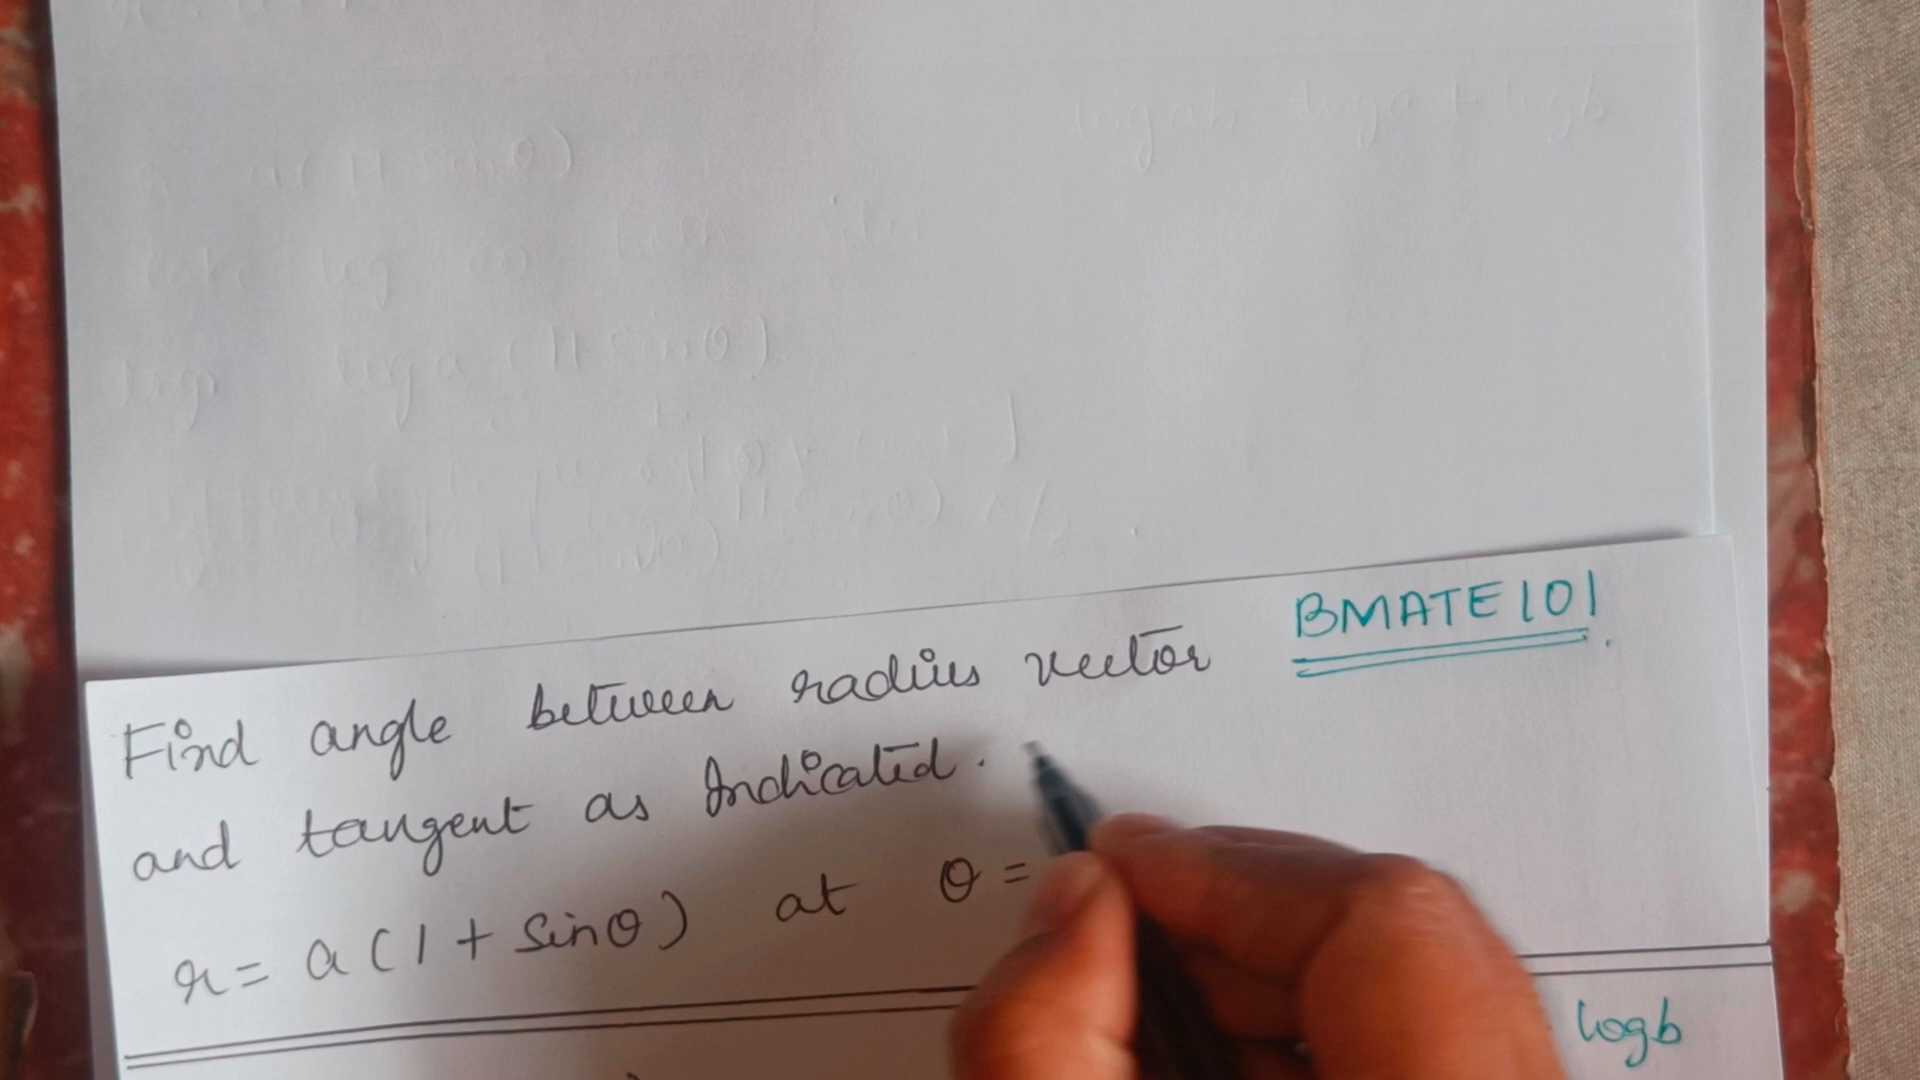 BMATE101
Find angle between radius vector
and tangent as Indicated.
r = a(1 + sinθ) at θ =
logb